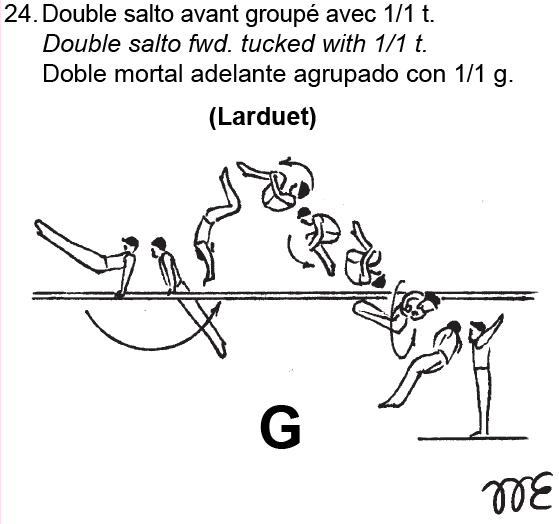 24. Double salto avant groupé avec 1/1 t.
Double salto fwd. tucked with 1/1 t.
Doble mortal adelante agrupado con 1/1 g.
(Larduet)
G